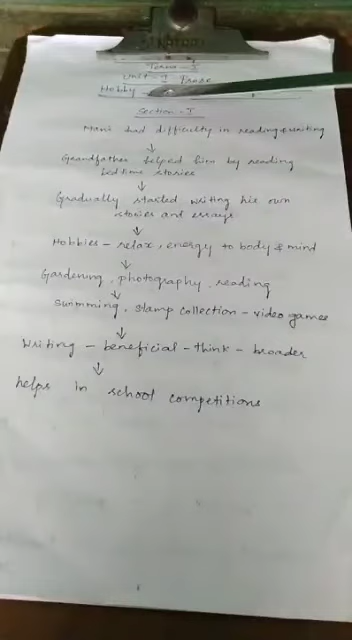 Term - I
Unit - I Prose
Hobby -
Section - I
Mani had difficulty in reading & writing
↓
Grandfather helped him by reading
bedtime stories
↓
Gradually started writing his own
stories and essays
↓
Hobbies - relax, energy to body & mind
↓
Gardening, photography, reading
↓
Swimming, stamp collection - video games
↓
Writing - beneficial - think - broader
↓
helps in school competitions